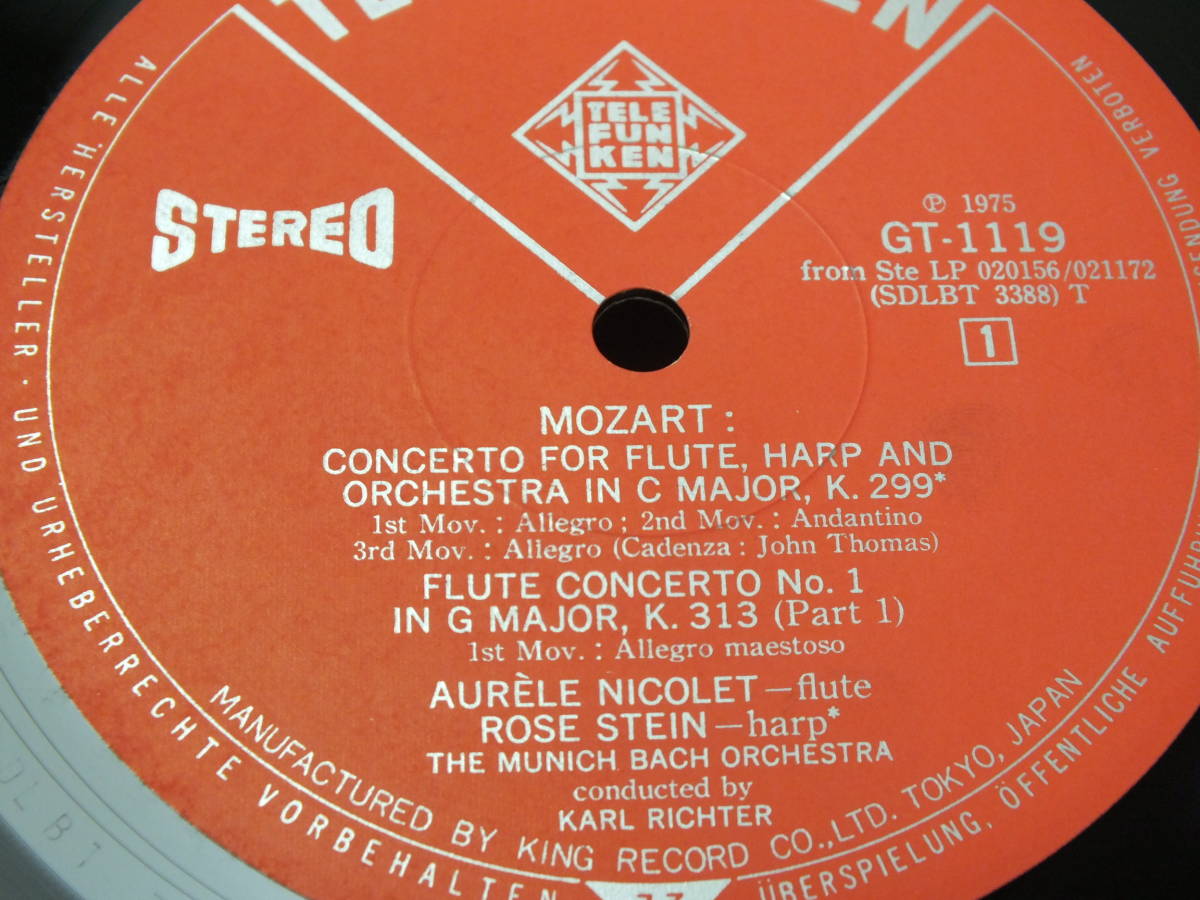 TELE
FUN
KEN
STEREO
℗ 1975
GT-1119
from Ste LP 020156/021172
(SDLBT 3388) T
1
MOZART :
CONCERTO FOR FLUTE, HARP AND
ORCHESTRA IN C MAJOR, K. 299*
1st Mov. : Allegro ; 2nd Mov. : Andantino
3rd Mov. : Allegro (Cadenza : John Thomas)
FLUTE CONCERTO No. 1
IN G MAJOR, K. 313 (Part 1)
1st Mov. : Allegro maestoso
AURÈLE NICOLET—flute
ROSE STEIN—harp*
THE MUNICH BACH ORCHESTRA
conducted by
KARL RICHTER
MANUFACTURED BY KING RECORD CO.,LTD. TOKYO, JAPAN
ALLE HERSTELLER- UND URHEBERRECHTE VORBEHALTEN
ÜBERSPIELUNG, ÖFFENTLICHE
VERBOTEN